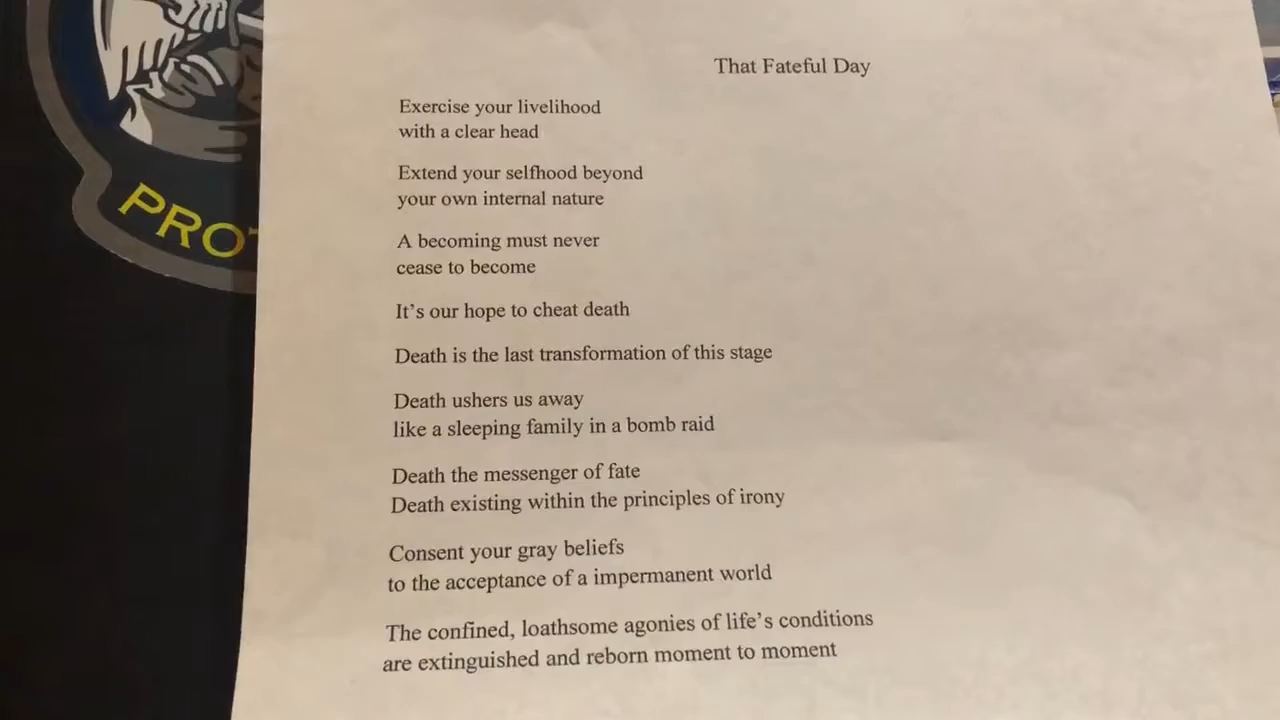 That Fateful Day
Exercise your livelihood
with a clear head
Extend your selfhood beyond
your own internal nature
A becoming must never
cease to become
It's our hope to cheat death
Death is the last transformation of this stage
Death ushers us away
like a sleeping family in a bomb raid
Death the messenger of fate
Death existing within the principles of irony
Consent your gray beliefs
to the acceptance of a impermanent world
The confined, loathsome agonies of life's conditions
are extinguished and reborn moment to moment